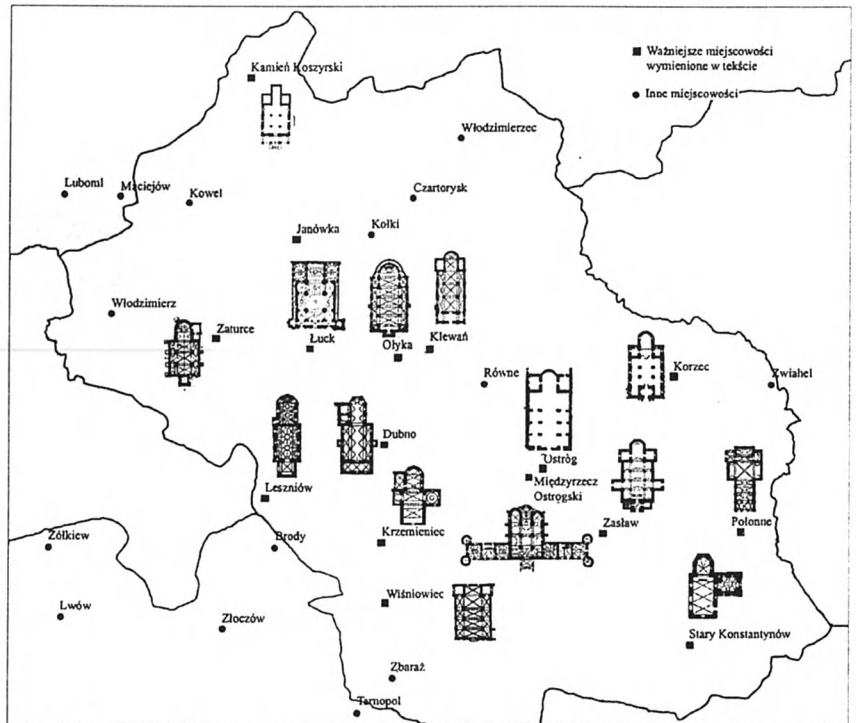 Ważniejsze miejscowości
wymienione w tekście
Inne miejscowości
Kamień Koszyrski
Włodzimierzec
Luboml
Maciejów
Kowel
Czartorysk
Janówka
Kołki
Włodzimierz
Zaturce
Łuck
Ołyka
Klewań
Równe
Korzec
Zwiahel
Dubno
Leszniów
Ostróg
Międzyrzecz
Ostrogski
Krzemieniec
Zasław
Połonne
Żółkiew
Brody
Wiśniowiec
Lwów
Złoczów
Stary Konstantynów
Zbaraż
Tarnopol